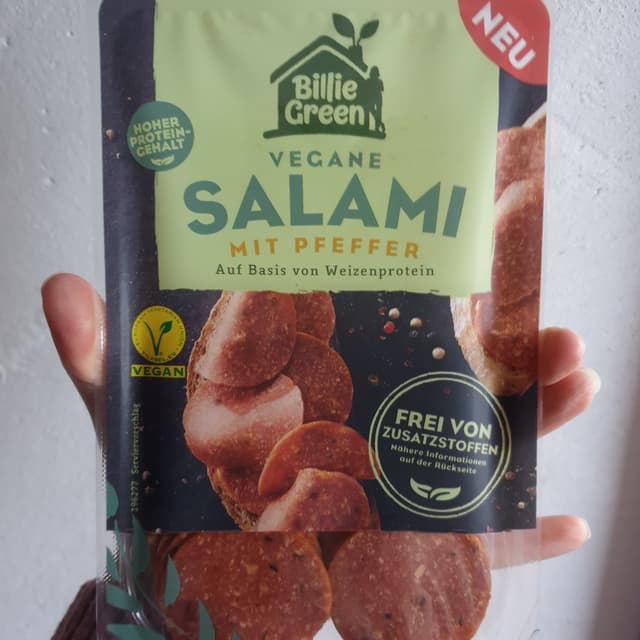 NEU
Billie
Green
HOHER
PROTEIN-
GEHALT
VEGANE
SALAMI
MIT PFEFFER
Auf Basis von Weizenprotein
VEGAN
FREI VON
ZUSATZSTOFFEN
Nähere Informationen
auf der Rückseite
196277 Serviervorschlag